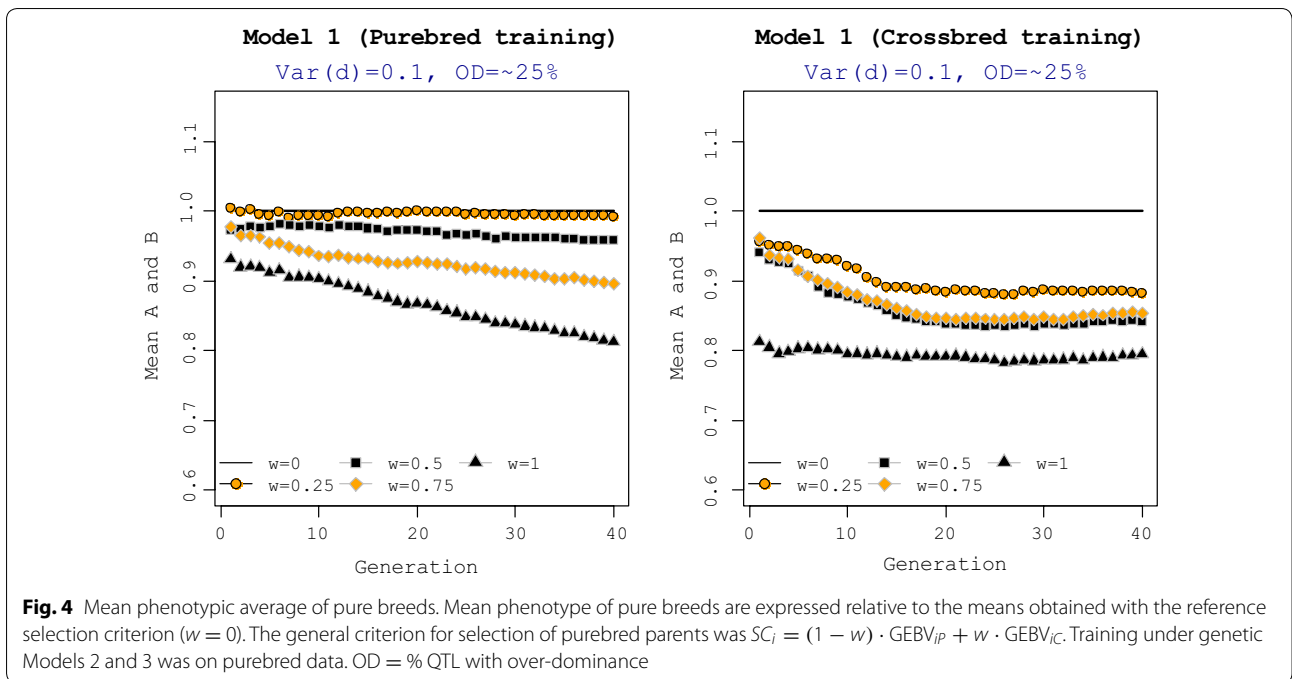 Model 1 (Purebred training)
Var(d)=0.1, OD=~25%
Mean A and B
1.1
1.0
0.9
0.8
0.7
0.6
w=0
w=0.5
w=1
w=0.25
w=0.75
0
10
20
30
40
Generation
Model 1 (Crossbred training)
Var(d)=0.1, OD=~25%
Mean A and B
1.1
1.0
0.9
0.8
0.7
0.6
w=0
w=0.5
w=1
w=0.25
w=0.75
0
10
20
30
40
Generation
Fig. 4 Mean phenotypic average of pure breeds. Mean phenotype of pure breeds are expressed relative to the means obtained with the reference
selection criterion (w = 0). The general criterion for selection of purebred parents was SCᵢ = (1 − w) · GEBVᵢP + w · GEBVᵢC. Training under genetic
Models 2 and 3 was on purebred data. OD = % QTL with over-dominance